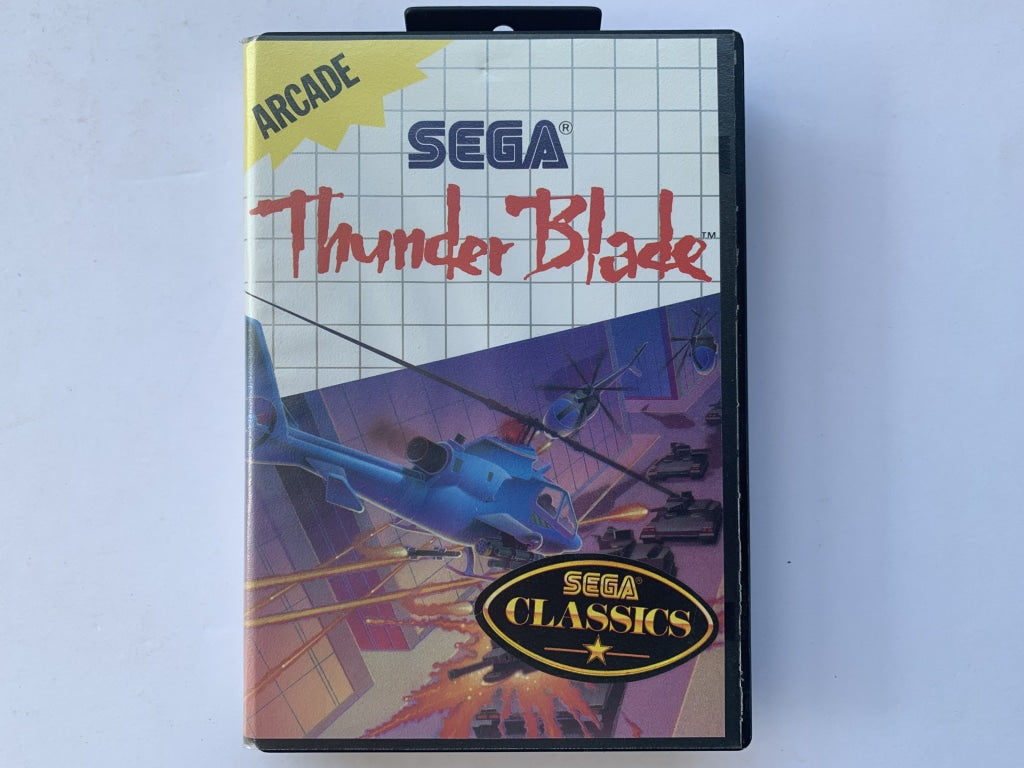 ARCADE
SEGA®
Thunder Blade™
SEGA®
CLASSICS